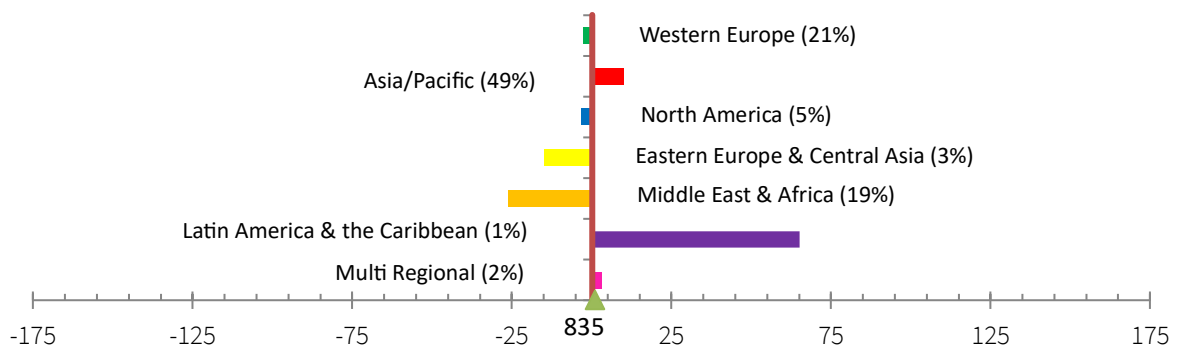 Western Europe (21%)
Asia/Pacific (49%)
North America (5%)
Eastern Europe & Central Asia (3%)
Middle East & Africa (19%)
Latin America & the Caribbean (1%)
Multi Regional (2%)
835
-175 -125 -75 -25 25 75 125 175